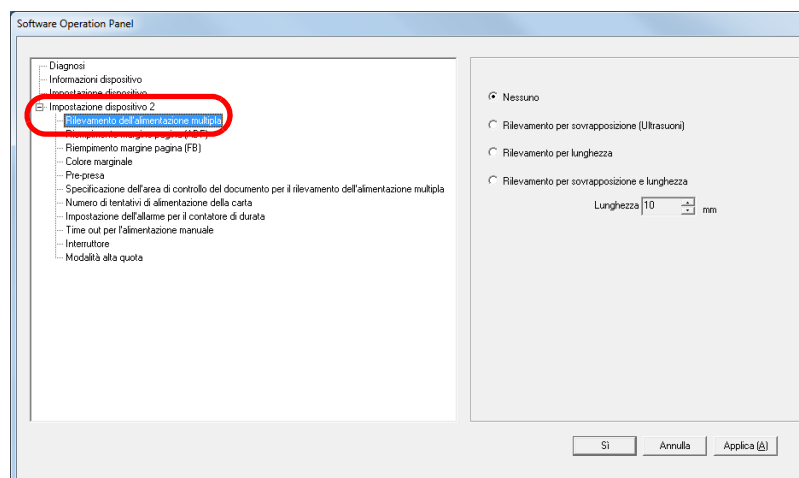 Software Operation Panel
Diagnosi
Informazioni dispositivo
Impostazione dispositivo
Impostazione dispositivo 2
Rilevamento dell'alimentazione multipla
Riempimento margine pagina (ADF)
Riempimento margine pagina (FB)
Colore marginale
Pre-presa
Specificazione dell'area di controllo del documento per il rilevamento dell'alimentazione multipla
Numero di tentativi di alimentazione della carta
Impostazione dell'allarme per il contatore di durata
Time out per l'alimentazione manuale
Interruttore
Modalità alta quota
Nessuno
Rilevamento per sovrapposizione (Ultrasuoni)
Rilevamento per lunghezza
Rilevamento per sovrapposizione e lunghezza
Lunghezza 10 mm
Sì Annulla Applica (A)